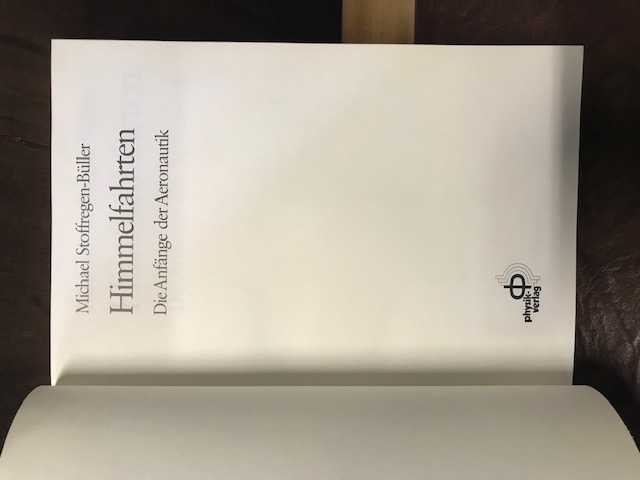 Michael Stoffregen-Büller
Himmelfahrten
Die Anfänge der Aeronautik
physik-
verlag